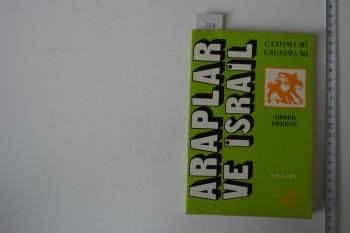 ARAPLAR
VE İSRAİL
ÇATIŞMA MI
UZLAŞMA MI
AHMED
DEEDAT